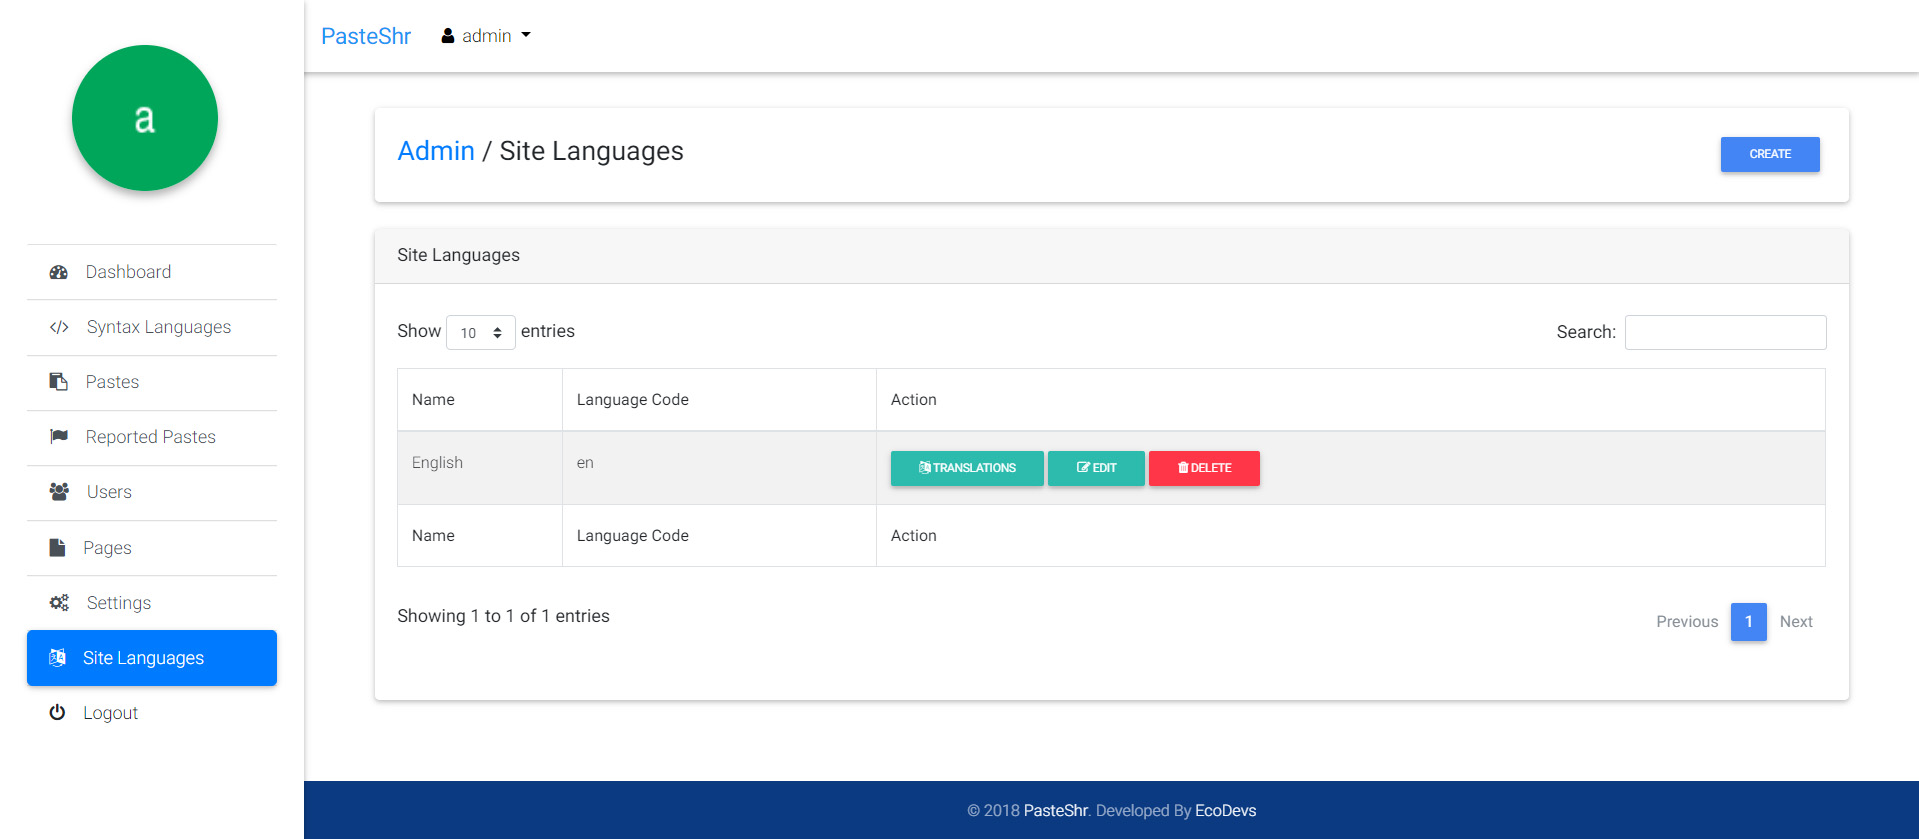 a
Dashboard
Syntax Languages
Pastes
Reported Pastes
Users
Pages
Settings
Site Languages
Logout
PasteShr admin
Admin / Site Languages
CREATE
Site Languages
Show 10 entries Search:
Name Language Code Action
English en TRANSLATIONS EDIT DELETE
Name Language Code Action
Showing 1 to 1 of 1 entries Previous 1 Next
© 2018 PasteShr. Developed By EcoDevs